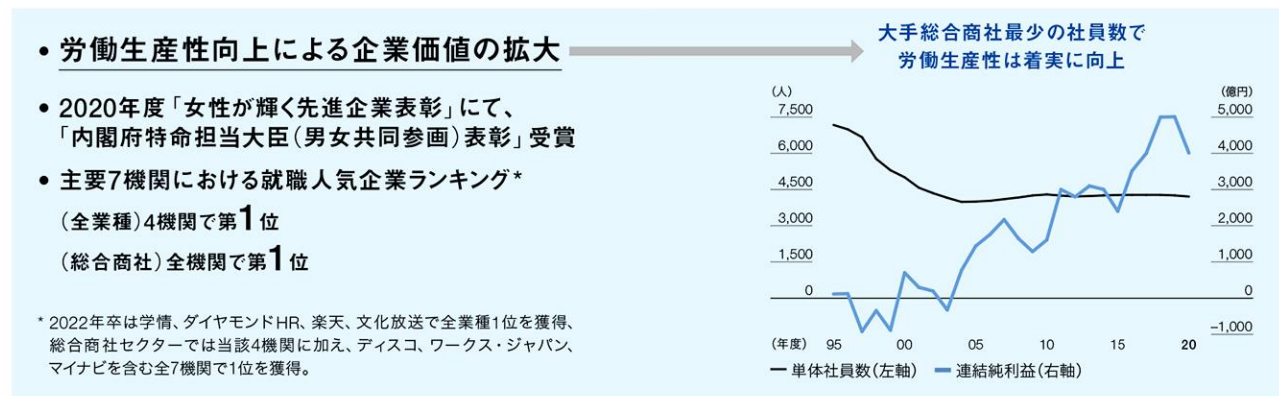 • 労働生産性向上による企業価値の拡大
• 2020年度「女性が輝く先進企業表彰」にて、
「内閣府特命担当大臣（男女共同参画）表彰」受賞
• 主要7機関における就職人気企業ランキング*
（全業種）4機関で第1位
（総合商社）全機関で第1位
* 2022年卒は学情、ダイヤモンドHR、楽天、文化放送で全業種1位を獲得、
総合商社セクターでは当該4機関に加え、ディスコ、ワークス・ジャパン、
マイナビを含む全7機関で1位を獲得。
大手総合商社最少の社員数で
労働生産性は着実に向上
（人） （億円）
7,500 5,000
6,000 4,000
4,500 3,000
3,000 2,000
1,500 1,000
0 0
–1,000
（年度） 95 00 05 10 15 20
単体社員数（左軸） 連結純利益（右軸）